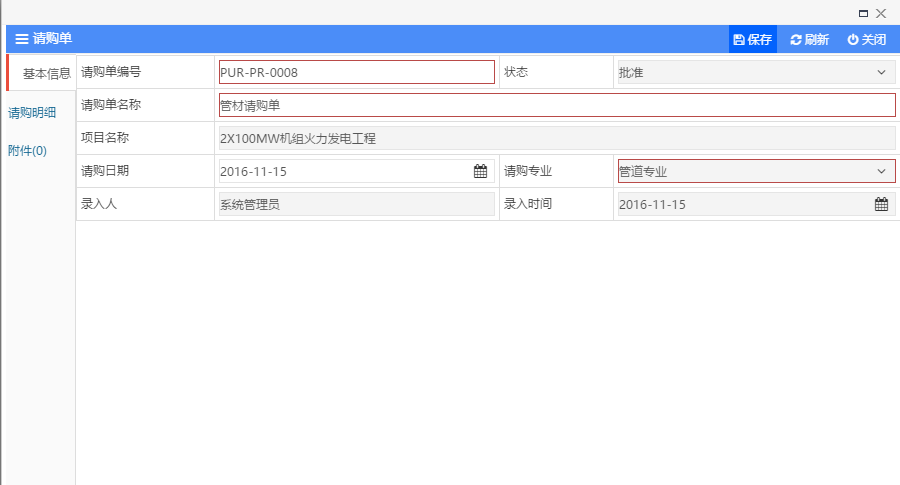 请购单 保存 刷新 关闭
基本信息
请购明细
附件(0)
请购单编号 PUR-PR-0008 状态 批准
请购单名称 管材请购单
项目名称 2X100MW机组火力发电工程
请购日期 2016-11-15 请购专业 管道专业
录入人 系统管理员 录入时间 2016-11-15